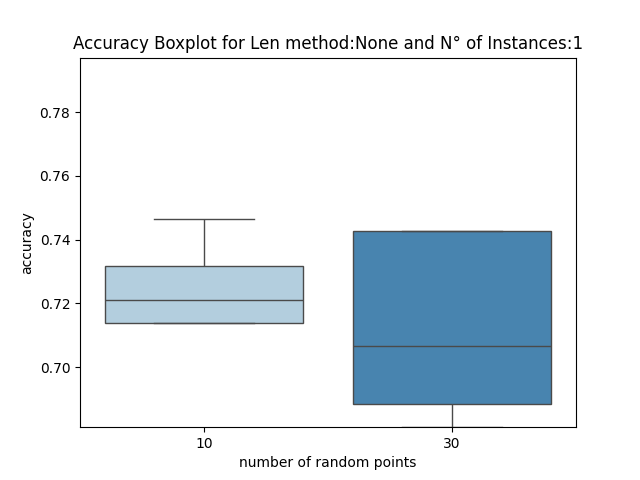 Accuracy Boxplot for Len method:None and N° of Instances:1
0.78
0.76
0.74
0.72
0.70
accuracy
10 30
number of random points